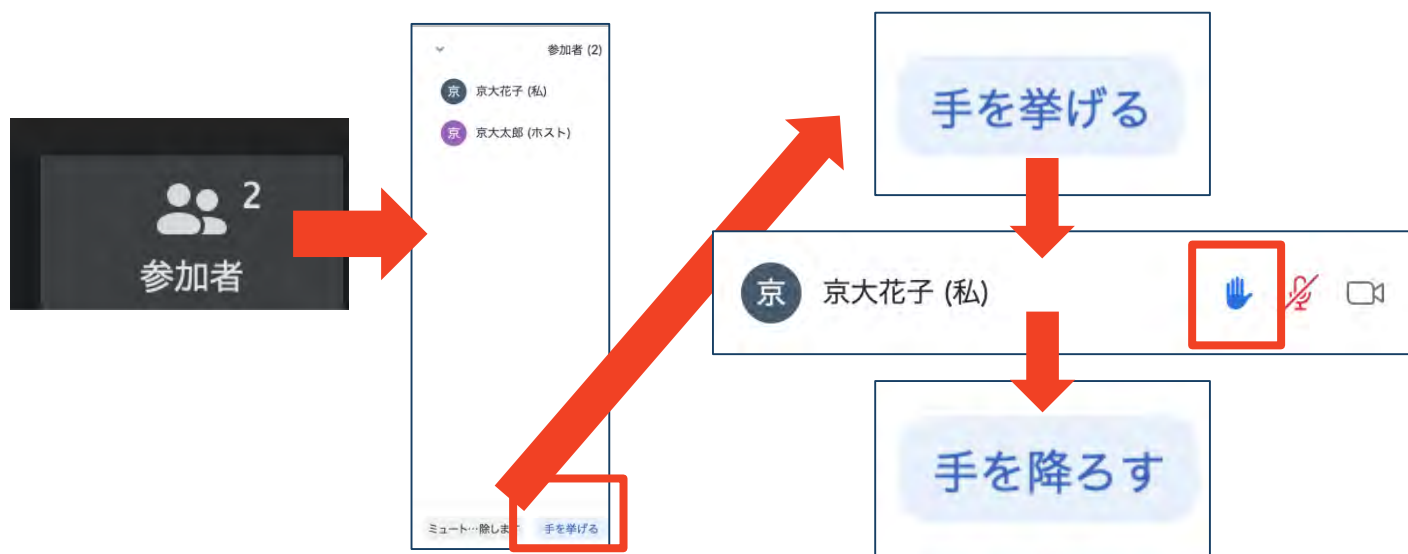 2
参加者
参加者 (2)
京 京大花子 (私)
京 京大太郎 (ホスト)
ミュート…除します 手を挙げる
手を挙げる
京 京大花子 (私)
手を降ろす